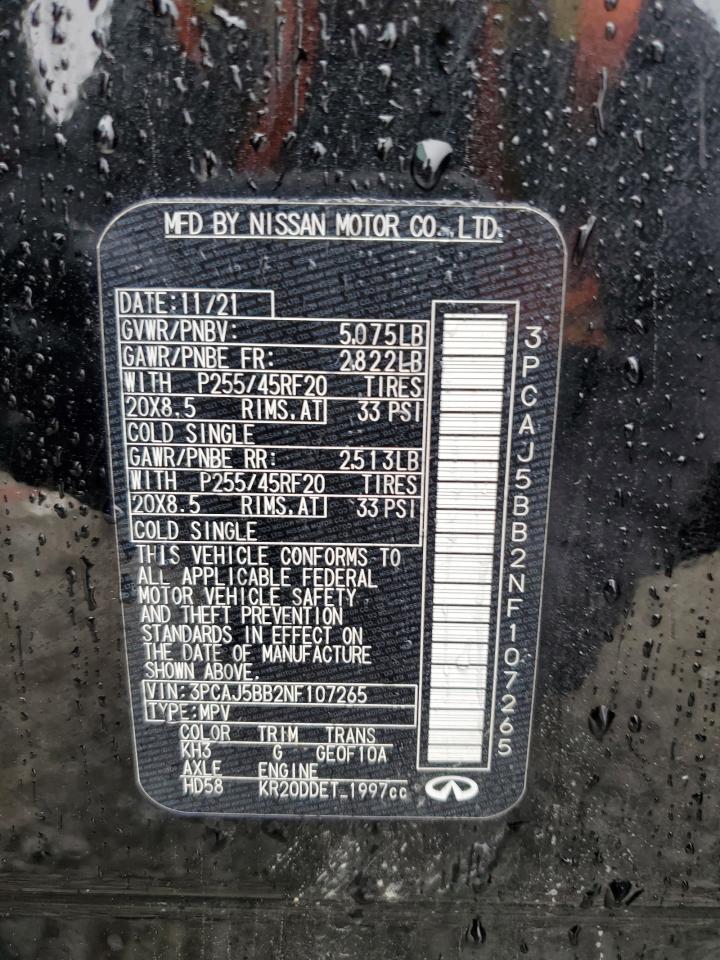 MFD BY NISSAN MOTOR CO., LTD.
DATE:11/21
GVWR/PNBV: 5,075LB
GAWR/PNBE FR: 2,822LB
WITH P255/45RF20 TIRES
20X8.5 RIMS.AT 33 PSI
COLD SINGLE
GAWR/PNBE RR: 2,513LB
WITH P255/45RF20 TIRES
20X8.5 RIMS.AT 33 PSI
COLD SINGLE
THIS VEHICLE CONFORMS TO
ALL APPLICABLE FEDERAL
MOTOR VEHICLE SAFETY
AND THEFT PREVENTION
STANDARDS IN EFFECT ON
THE DATE OF MANUFACTURE
SHOWN ABOVE.
VIN:3PCAJ5BB2NF107265
TYPE:MPV
COLOR TRIM TRANS
KH3 G GEOF10A
AXLE ENGINE
HD58 KR20DDET_1997cc
3PCAJ5BB2NF107265